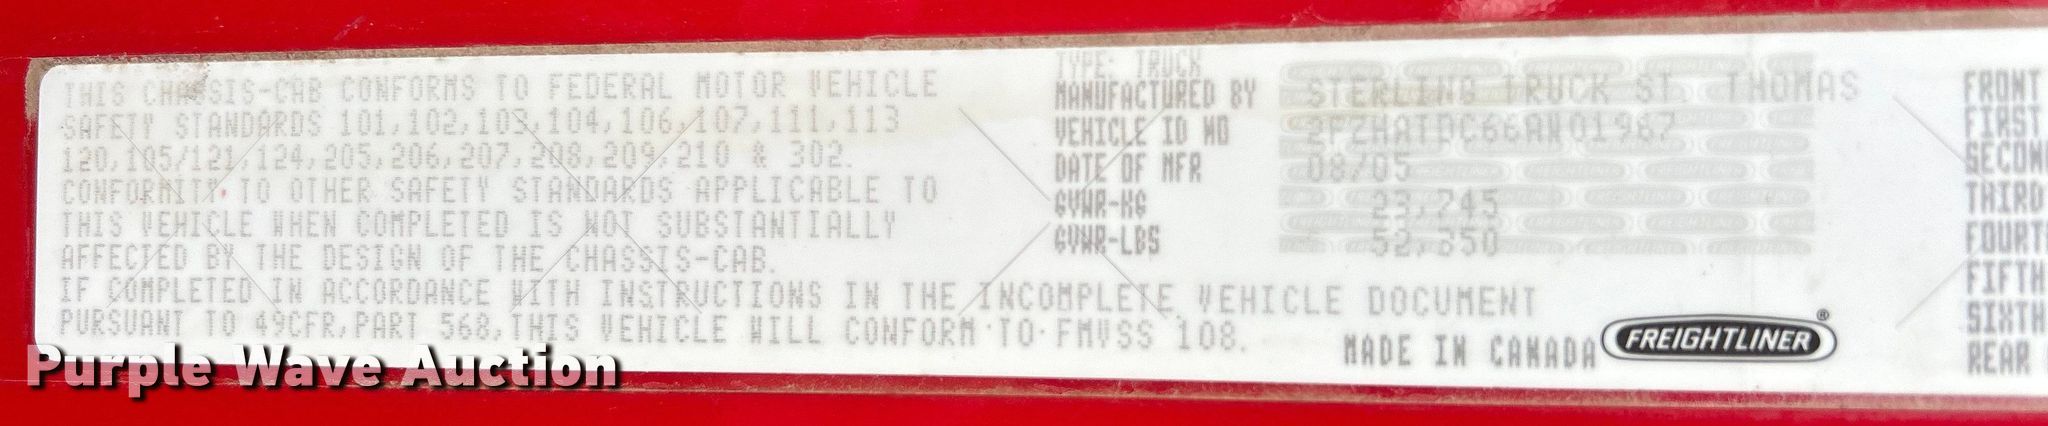 THIS CHASSIS-CAB CONFORMS TO FEDERAL MOTOR VEHICLE
SAFETY STANDARDS 101,102,103,104,106,107,111,113
120,105/121,124,205,206,207,208,209,210 & 302.
CONFORMITY TO OTHER SAFETY STANDARDS APPLICABLE TO
THIS VEHICLE WHEN COMPLETED IS NOT SUBSTANTIALLY
AFFECTED BY THE DESIGN OF THE CHASSIS-CAB.
IF COMPLETED IN ACCORDANCE WITH INSTRUCTIONS IN THE INCOMPLETE VEHICLE DOCUMENT
PURSUANT TO 49CFR,PART 568,THIS VEHICLE WILL CONFORM TO FMVSS 108.
TYPE: TRUCK
MANUFACTURED BY STERLING TRUCK ST. THOMAS
VEHICLE ID NO
DATE OF MFR 08/05
GVWR-KG 23,745
GVWR-LBS 52,350
MADE IN CANADA FREIGHTLINER®
FRONT
FIRST
SECON
THIRD
FOURT
FIFTH
SIXTH
REAR
Purple Wave Auction